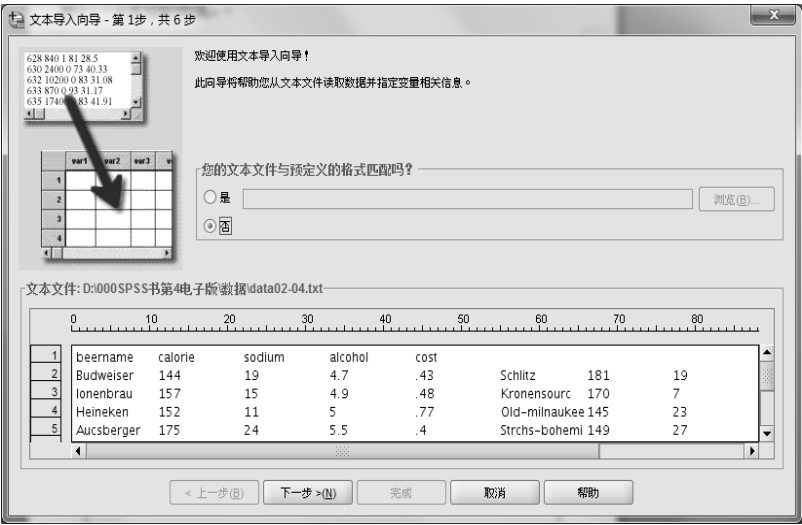 文本导入向导 - 第 1步，共 6 步
628 840 1 81 28.5
630 2400 0 73 40.33
632 10200 0 83 31.08
633 870 0 93 31.17
635 1740 0 83 41.91
欢迎使用文本导入向导！
此向导将帮助您从文本文件读取数据并指定变量相关信息。
var1 var2 var3
1
2
3
4
您的文本文件与预定义的格式匹配吗？
是
浏览(B)...
否
文本文件: D:\000SPSS书第4电子版\数据\data02-04.txt
0 10 20 30 40 50 60 70 80
1 beername calorie sodium alcohol cost
2 Budweiser 144 19 4.7 .43 Schlitz 181 19
3 Ionenbrau 157 15 4.9 .48 Kronensourc 170 7
4 Heineken 152 11 5 .77 Old-milnaukee 145 23
5 Aucsberger 175 24 5.5 .4 Strchs-bohemi 149 27
< 上一步(B) 下一步 >(N) 完成 取消 帮助